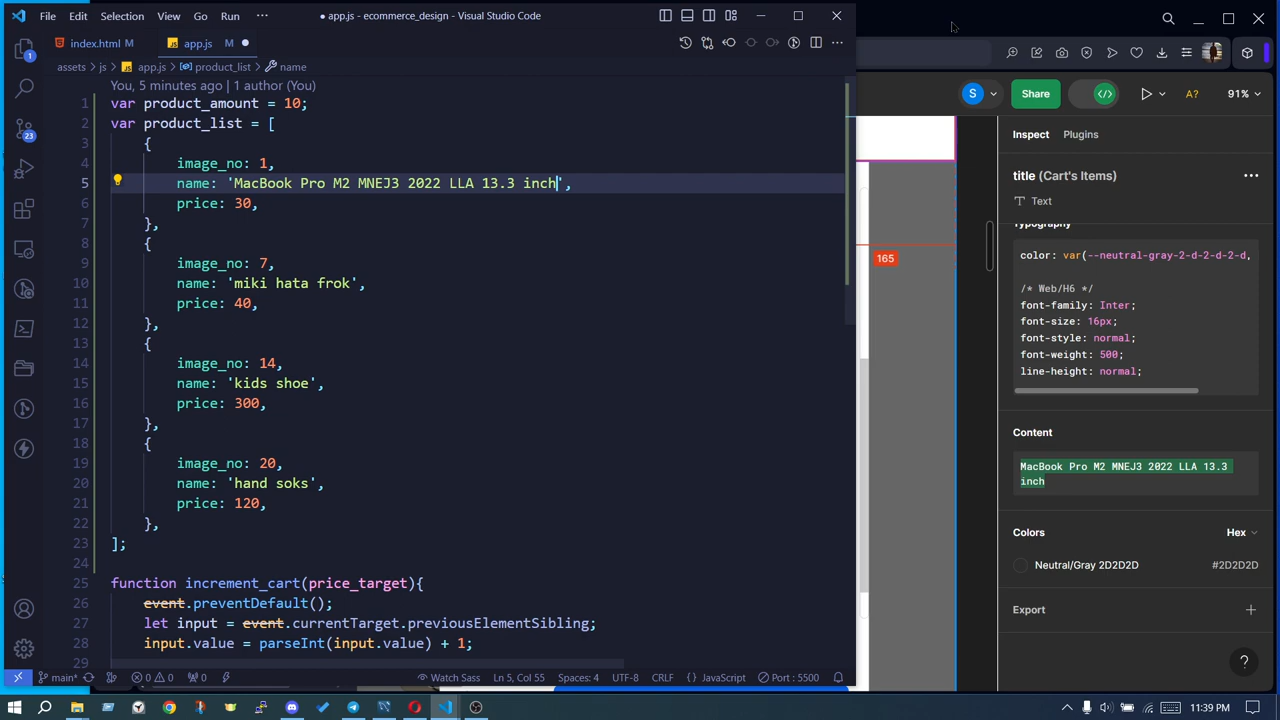 File Edit Selection View Go Run ···
● app.js - ecommerce_design - Visual Studio Code
index.html M
app.js M
assets > js > app.js > product_list > name
You, 5 minutes ago | 1 author (You)
1 var product_amount = 10;
2 var product_list = [
3 {
4 image_no: 1,
5 name: 'MacBook Pro M2 MNEJ3 2022 LLA 13.3 inch',
6 price: 30,
7 },
8 {
9 image_no: 7,
10 name: 'miki hata frok',
11 price: 40,
12 },
13 {
14 image_no: 14,
15 name: 'kids shoe',
16 price: 300,
17 },
18 {
19 image_no: 20,
20 name: 'hand soks',
21 price: 120,
22 },
23 ];
24
25 function increment_cart(price_target){
26 event.preventDefault();
27 let input = event.currentTarget.previousElementSibling;
28 input.value = parseInt(input.value) + 1;
29
1
23
main* 0 0 0 Watch Sass Ln 5, Col 55 Spaces: 4 UTF-8 CRLF {} JavaScript Port : 5500
S Share A? 91%
165
Inspect Plugins
title (Cart's Items) ···
T Text
Typography
color: var(--neutral-gray-2-d-2-d-2-d,
/* Web/H6 */
font-family: Inter;
font-size: 16px;
font-style: normal;
font-weight: 500;
line-height: normal;
Content
MacBook Pro M2 MNEJ3 2022 LLA 13.3
inch
Colors Hex
Neutral/Gray 2D2D2D #2D2D2D
Export +
?
11:39 PM